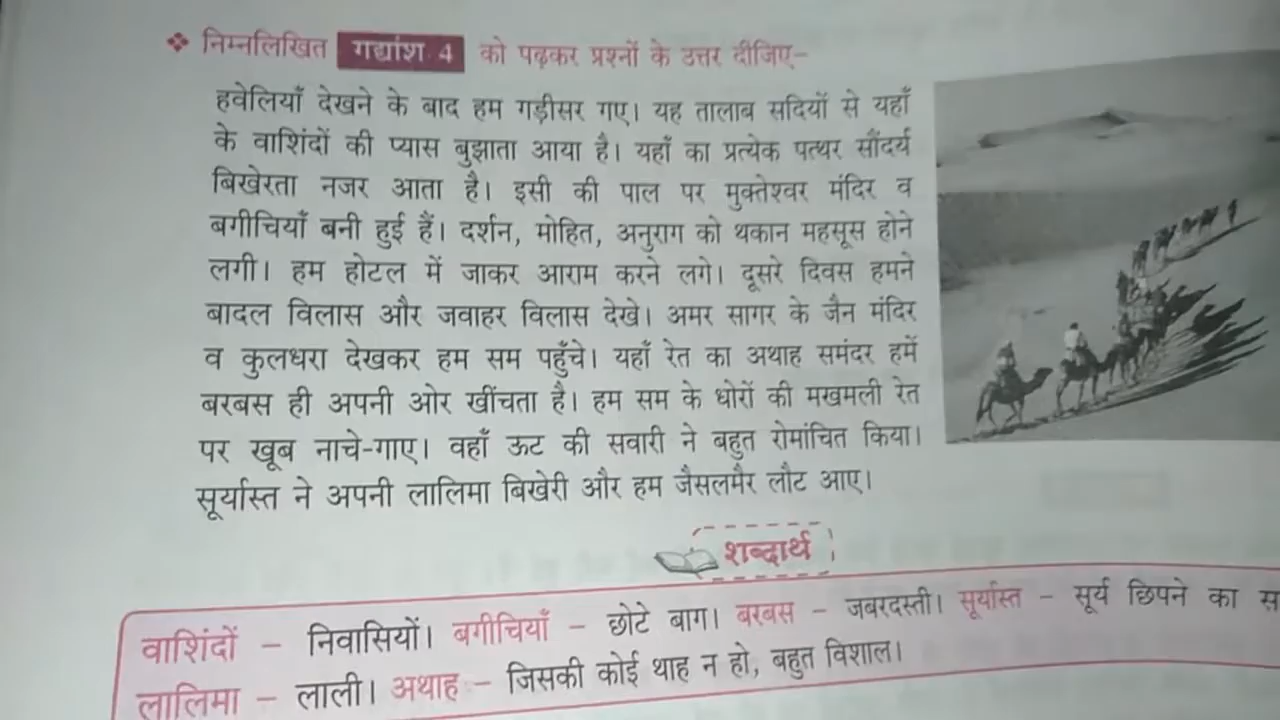 ❖ निम्नलिखित गद्यांश 4 को पढ़कर प्रश्नों के उत्तर दीजिए–
हवेलियाँ देखने के बाद हम गड़ीसर गए। यह तालाब सदियों से यहाँ
के वाशिंदों की प्यास बुझाता आया है। यहाँ का प्रत्येक पत्थर सौंदर्य
बिखेरता नजर आता है। इसी की पाल पर मुक्तेश्वर मंदिर व
बगीचियाँ बनी हुई हैं। दर्शन, मोहित, अनुराग को थकान महसूस होने
लगी। हम होटल में जाकर आराम करने लगे। दूसरे दिवस हमने
बादल विलास और जवाहर विलास देखे। अमर सागर के जैन मंदिर
व कुलधरा देखकर हम सम पहुँचे। यहाँ रेत का अथाह समंदर हमें
बरबस ही अपनी ओर खींचता है। हम सम के धोरों की मखमली रेत
पर खूब नाचे-गाए। वहाँ ऊट की सवारी ने बहुत रोमांचित किया।
सूर्यास्त ने अपनी लालिमा बिखेरी और हम जैसलमैर लौट आए।
शब्दार्थ
वाशिंदों – निवासियों। बगीचियाँ – छोटे बाग। बरबस – जबरदस्ती। सूर्यास्त – सूर्य छिपने का
लालिमा – लाली। अथाह – जिसकी कोई थाह न हो, बहुत विशाल।